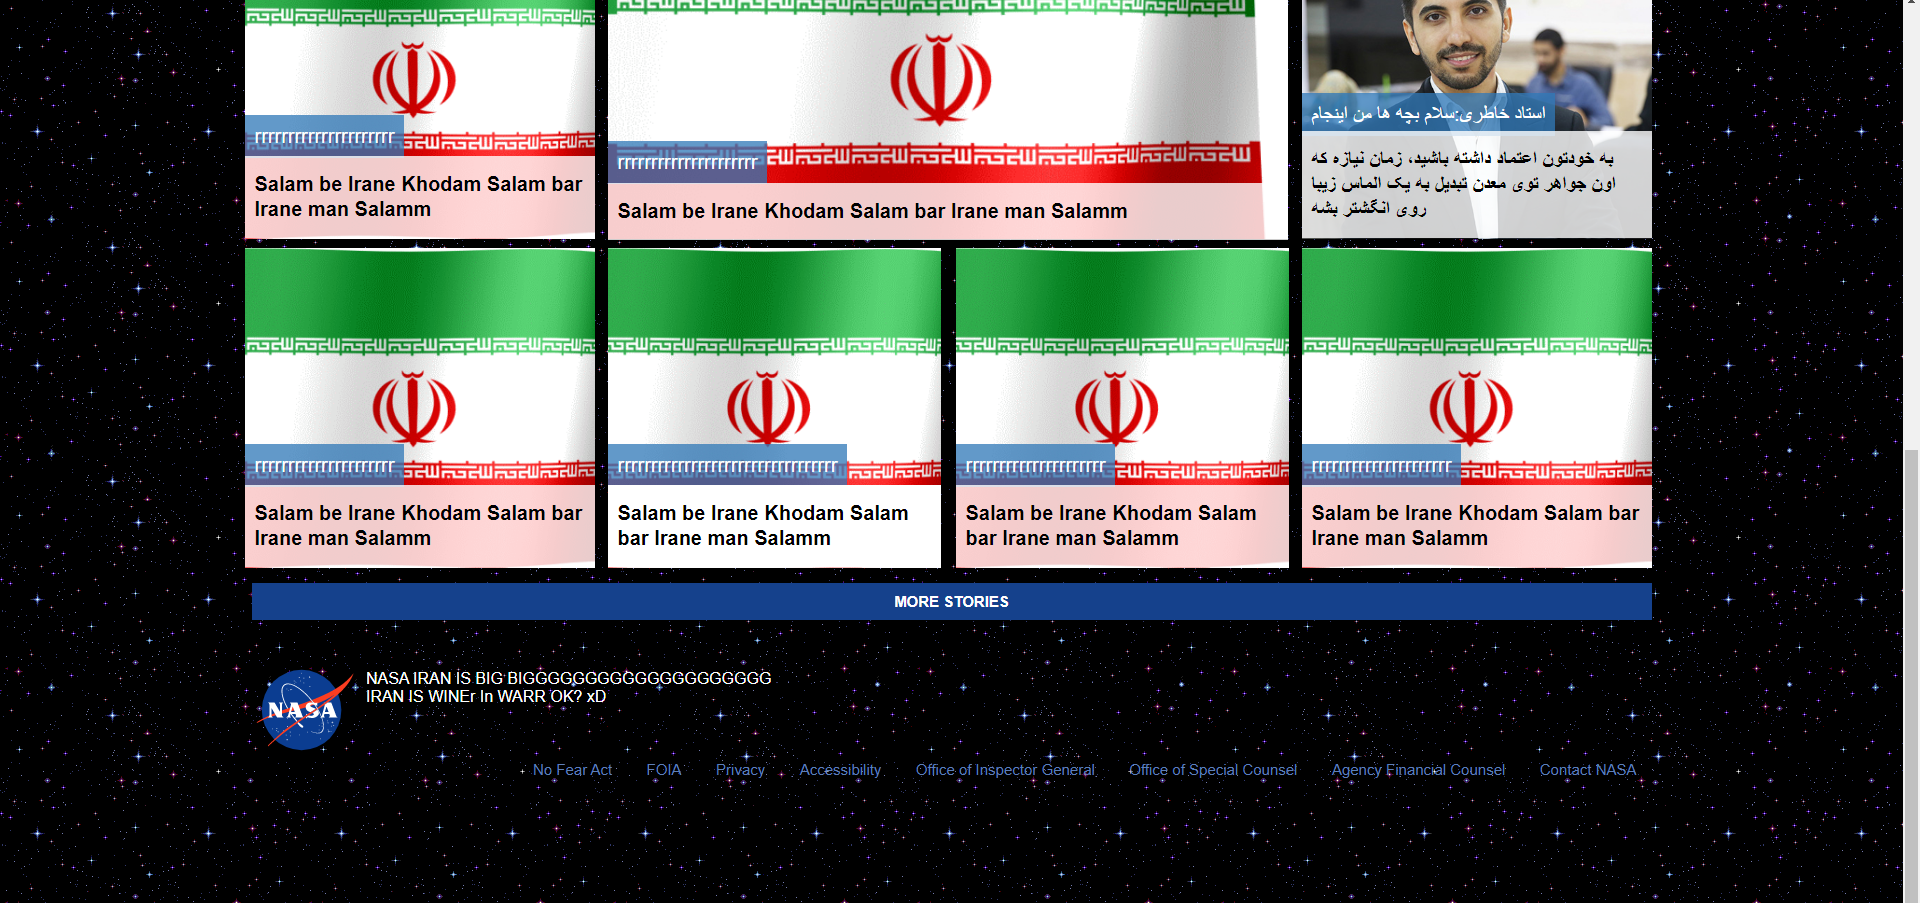 rrrrrrrrrrrrrrrrrrrrr
Salam be Irane Khodam Salam bar
Irane man Salamm
rrrrrrrrrrrrrrrrrrrrr
Salam be Irane Khodam Salam bar Irane man Salamm
استاد خاطری:سلام بچه ها من اینجام
به خودتون اعتماد داشته باشید، زمان نیازه که
اون جواهر توی معدن تبدیل به یک الماس زیبا
روی انگشتر بشه
rrrrrrrrrrrrrrrrrrrrr
Salam be Irane Khodam Salam bar
Irane man Salamm
rrrrrrrrrrrrrrrrrrrrrrrrrrrrrrrrr
Salam be Irane Khodam Salam
bar Irane man Salamm
rrrrrrrrrrrrrrrrrrrrr
Salam be Irane Khodam Salam
bar Irane man Salamm
rrrrrrrrrrrrrrrrrrrrr
Salam be Irane Khodam Salam bar
Irane man Salamm
MORE STORIES
NASA
NASA IRAN IS BIG BIGGGGGGGGGGGGGGGGGGGG
IRAN IS WINEr In WARR OK? xD
No Fear Act FOIA Privacy Accessibility Office of Inspector General Office of Special Counsel Agency Financial Counsel Contact NASA